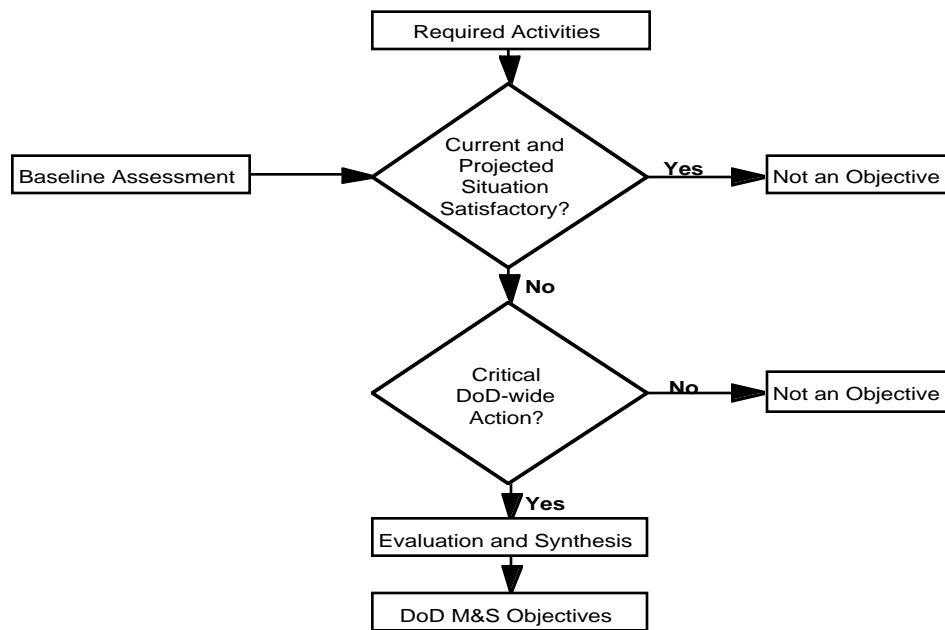 Required Activities
Current and
Projected
Situation
Satisfactory?
Baseline Assessment
Yes
Not an Objective
No
Critical
DoD-wide
Action?
No
Not an Objective
Yes
Evaluation and Synthesis
DoD M&S Objectives